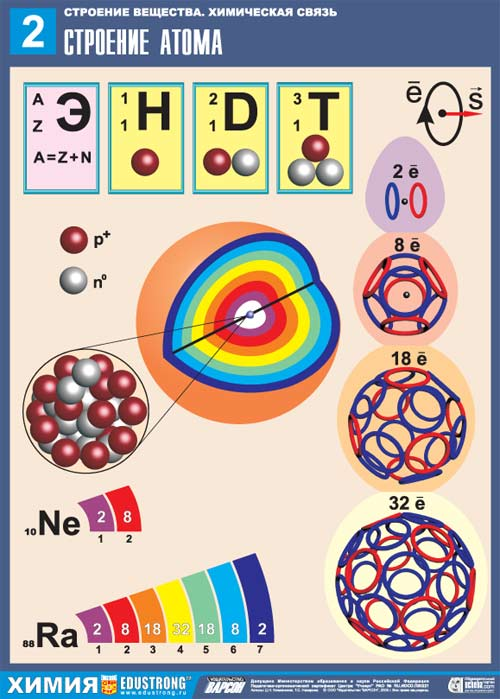 2
СТРОЕНИЕ ВЕЩЕСТВА. ХИМИЧЕСКАЯ СВЯЗЬ
СТРОЕНИЕ АТОМА
A
Z
Э
A=Z+N
1
1
H
2
1
D
3
1
T
ē
s
2 ē
8 ē
18 ē
32 ē
p⁺
n⁰
₁₀Ne
2 8
1 2
₈₈Ra
2 8 18 32 18 8 2
1 2 3 4 5 6 7
ХИМИЯ
EDUSTRONG
www.edustrong.ru
ВАРСОН